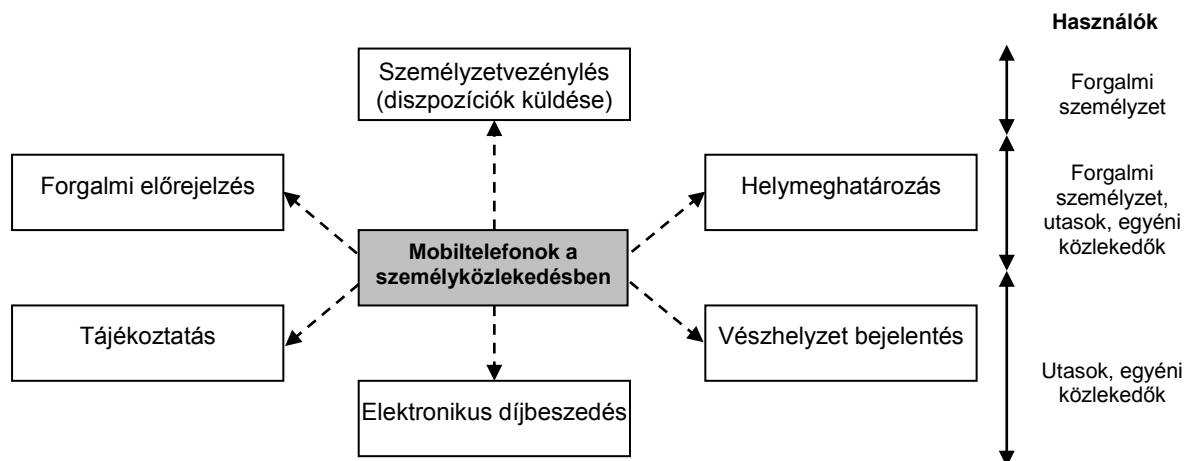 Használók
Személyzetvezénylés
(diszpozíciók küldése)
Forgalmi
személyzet
Forgalmi előrejelzés
Helymeghatározás
Forgalmi
személyzet,
utasok, egyéni
közlekedők
Mobiltelefonok a
személyközlekedésben
Tájékoztatás
Vészhelyzet bejelentés
Utasok, egyéni
közlekedők
Elektronikus díjbeszedés